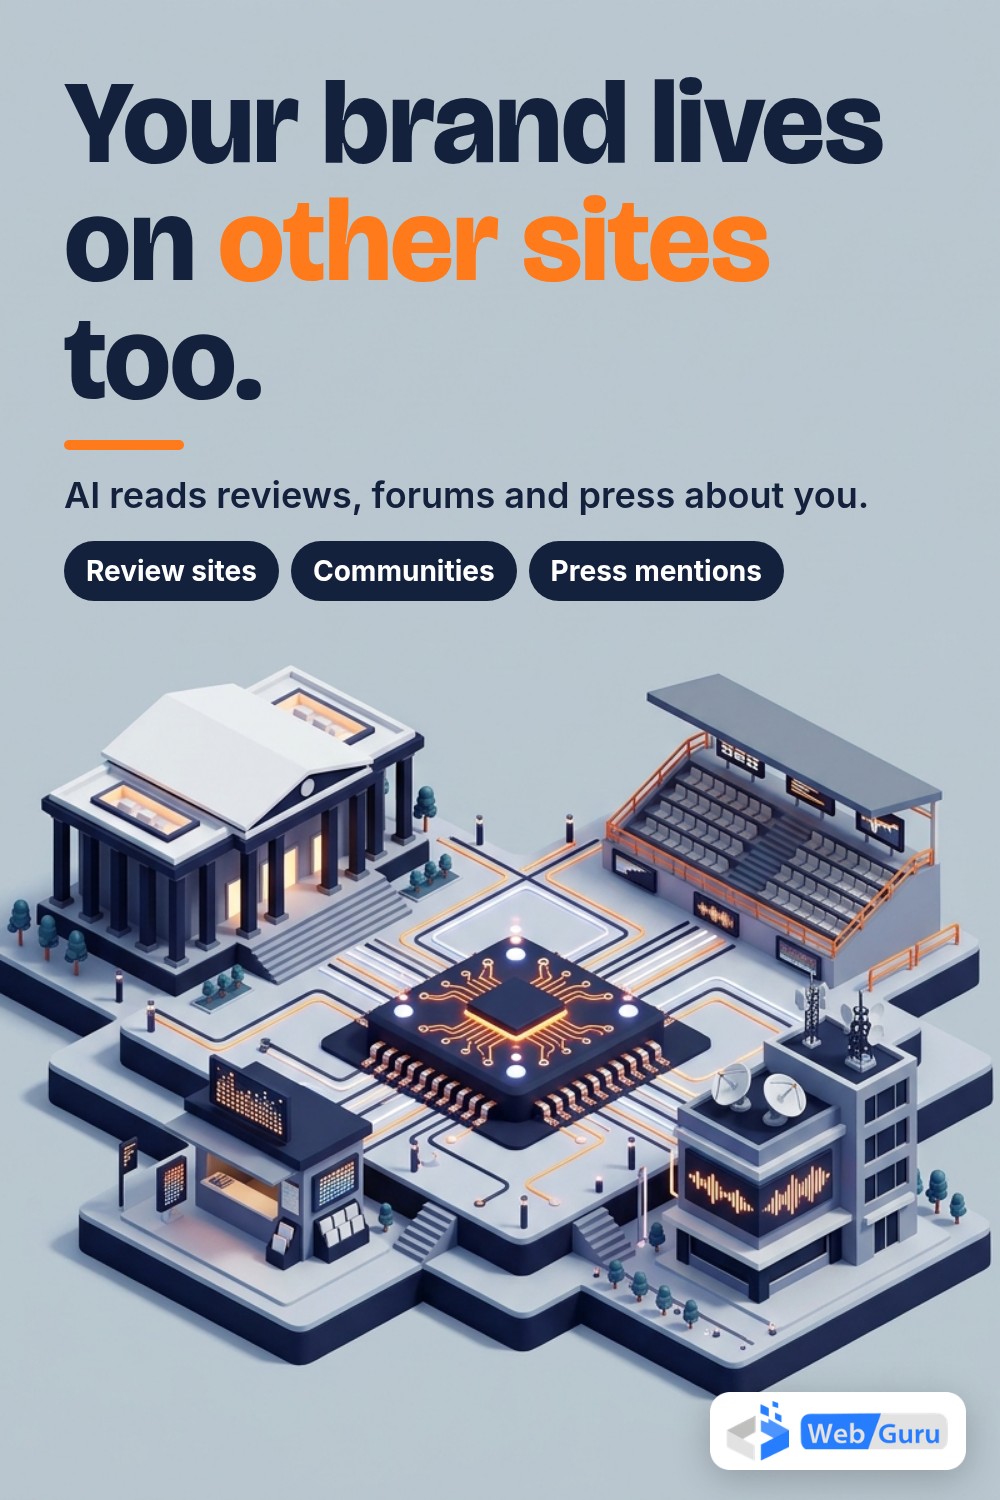 Your brand lives
on other sites
too.
AI reads reviews, forums and press about you.
Review sites Communities Press mentions
Web Guru